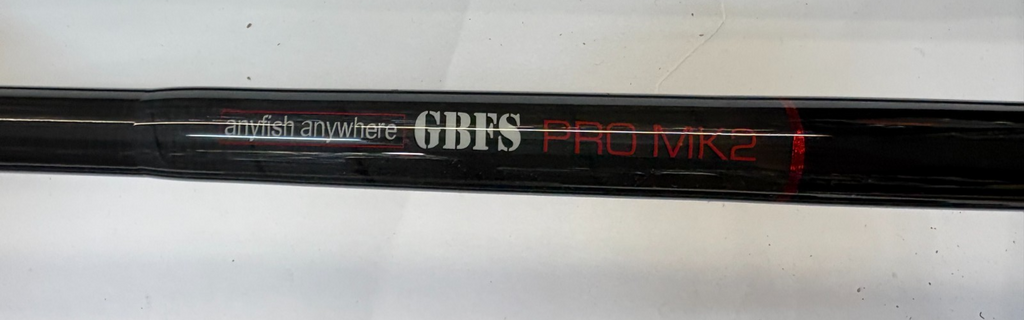 anyfish anywhere GBFS PRO MK2